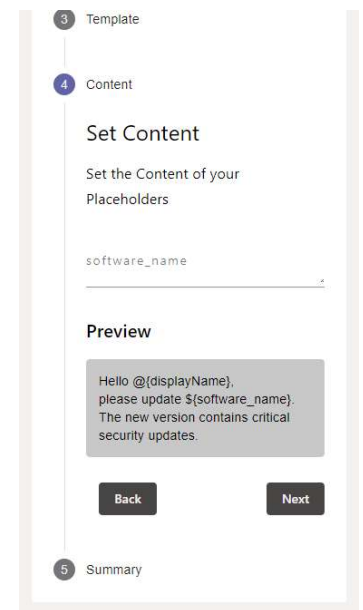 3 Template
4 Content
Set Content
Set the Content of your
Placeholders
software_name
Preview
Hello @{displayName},
please update ${software_name}.
The new version contains critical
security updates.
Back Next
5 Summary